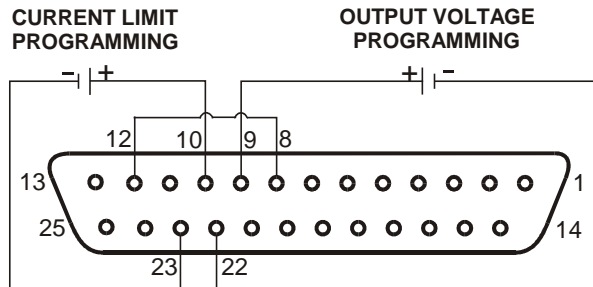 CURRENT LIMIT
PROGRAMMING
OUTPUT VOLTAGE
PROGRAMMING
- +
+ -
12 10 9 8
13 1
25 14
23 22